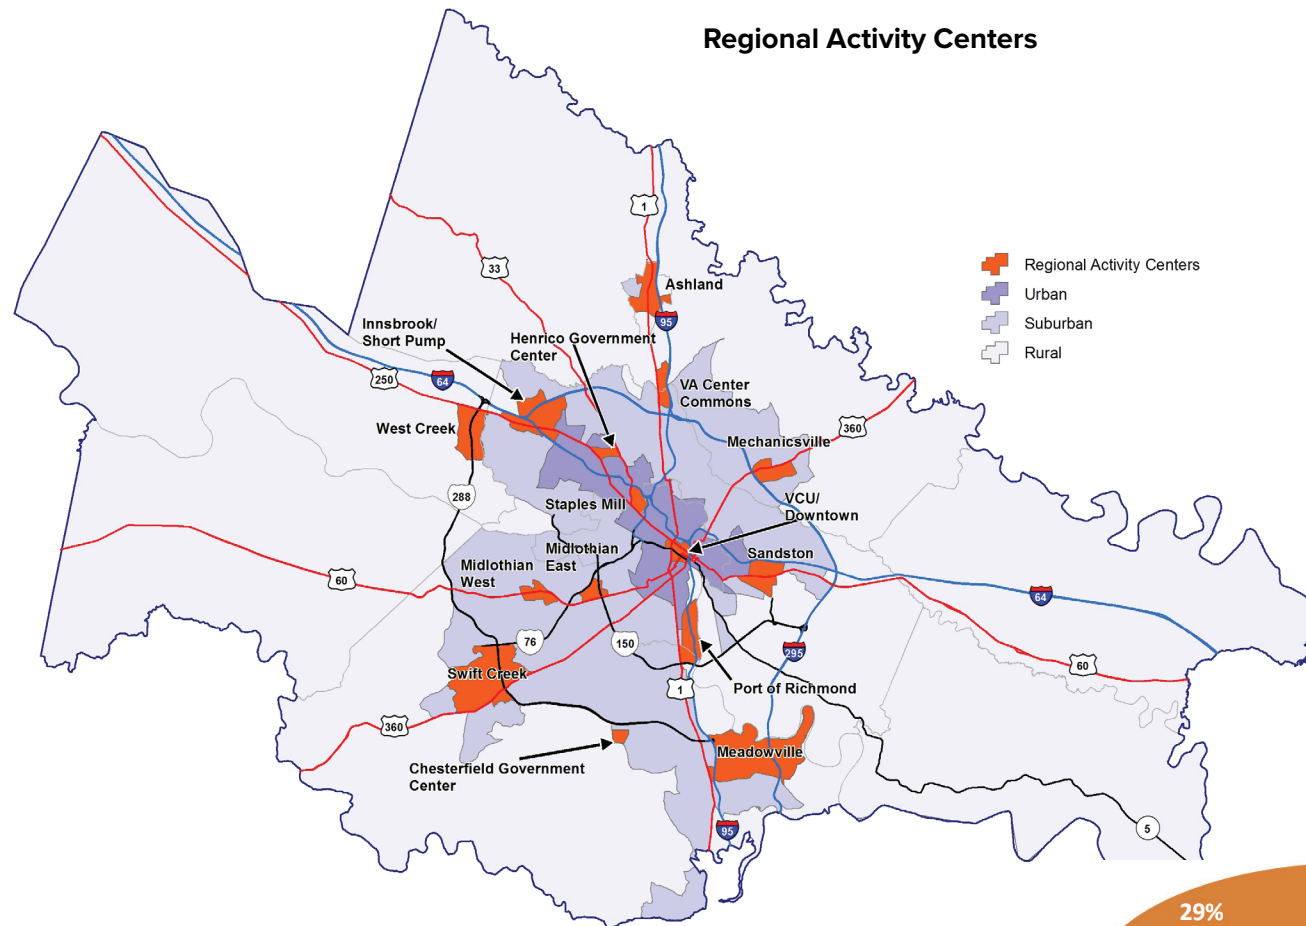 Regional Activity Centers
1
33
Regional Activity Centers
Urban
Suburban
Rural
Ashland
95
Innsbrook/
Short Pump
Henrico Government
Center
250
64
VA Center
Commons
West Creek
360
Mechanicsville
288
Staples Mill
VCU/
Downtown
Midlothian
East
Sandston
Midlothian
West
60
64
76
150
295
60
Swift Creek
1
Port of Richmond
360
Meadowville
Chesterfield Government
Center
95
5
29%